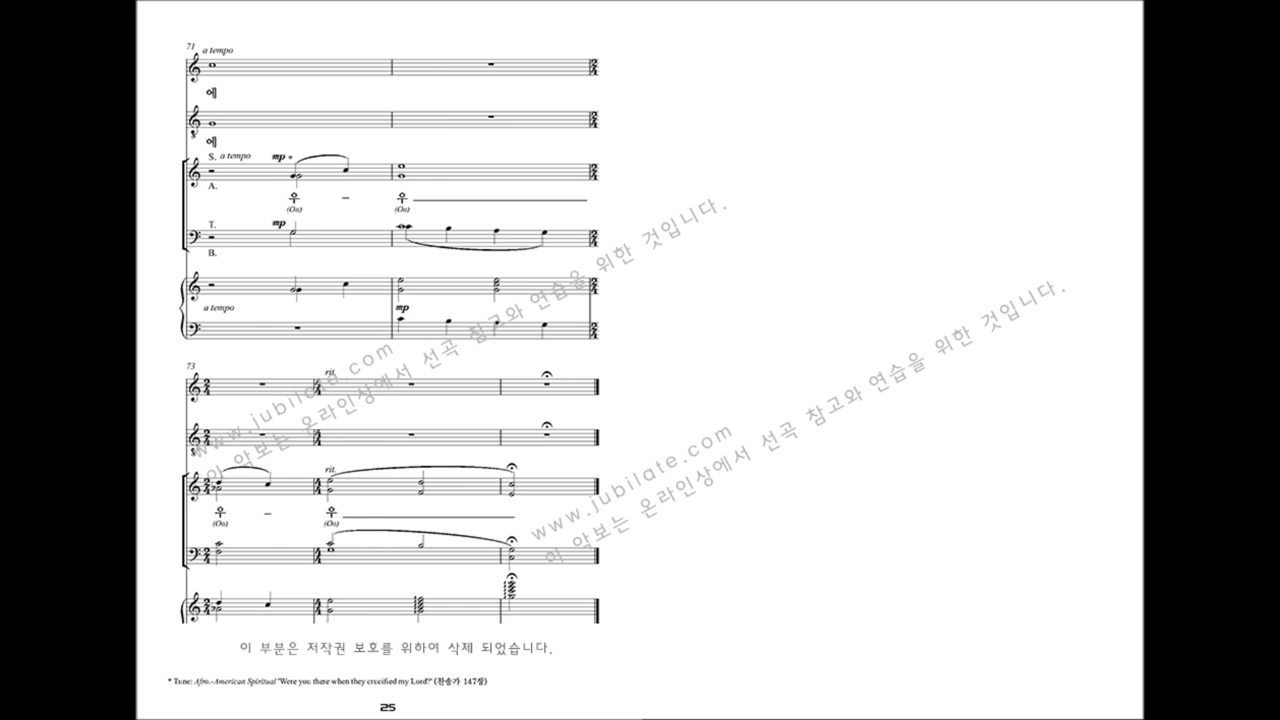 71 a tempo
에
에
S. a tempo mp *
A.
우 - 우
(Oo) (Oo)
T. mp
B.
a tempo mp
73
rit.
rit.
우 - 우
(Oo) (Oo)
이 부분은 저작권 보호를 위하여 삭제 되었습니다.
* Tune: Afro.-American Spiritual "Were you there when they crucified my Lord?" (찬송가 147장)
25
www.jubilate.com
이 악보는 온라인상에서 선곡 참고와 연습을 위한 것입니다.
www.jubilate.com
이 악보는 온라인상에서 선곡 참고와 연습을 위한 것입니다.